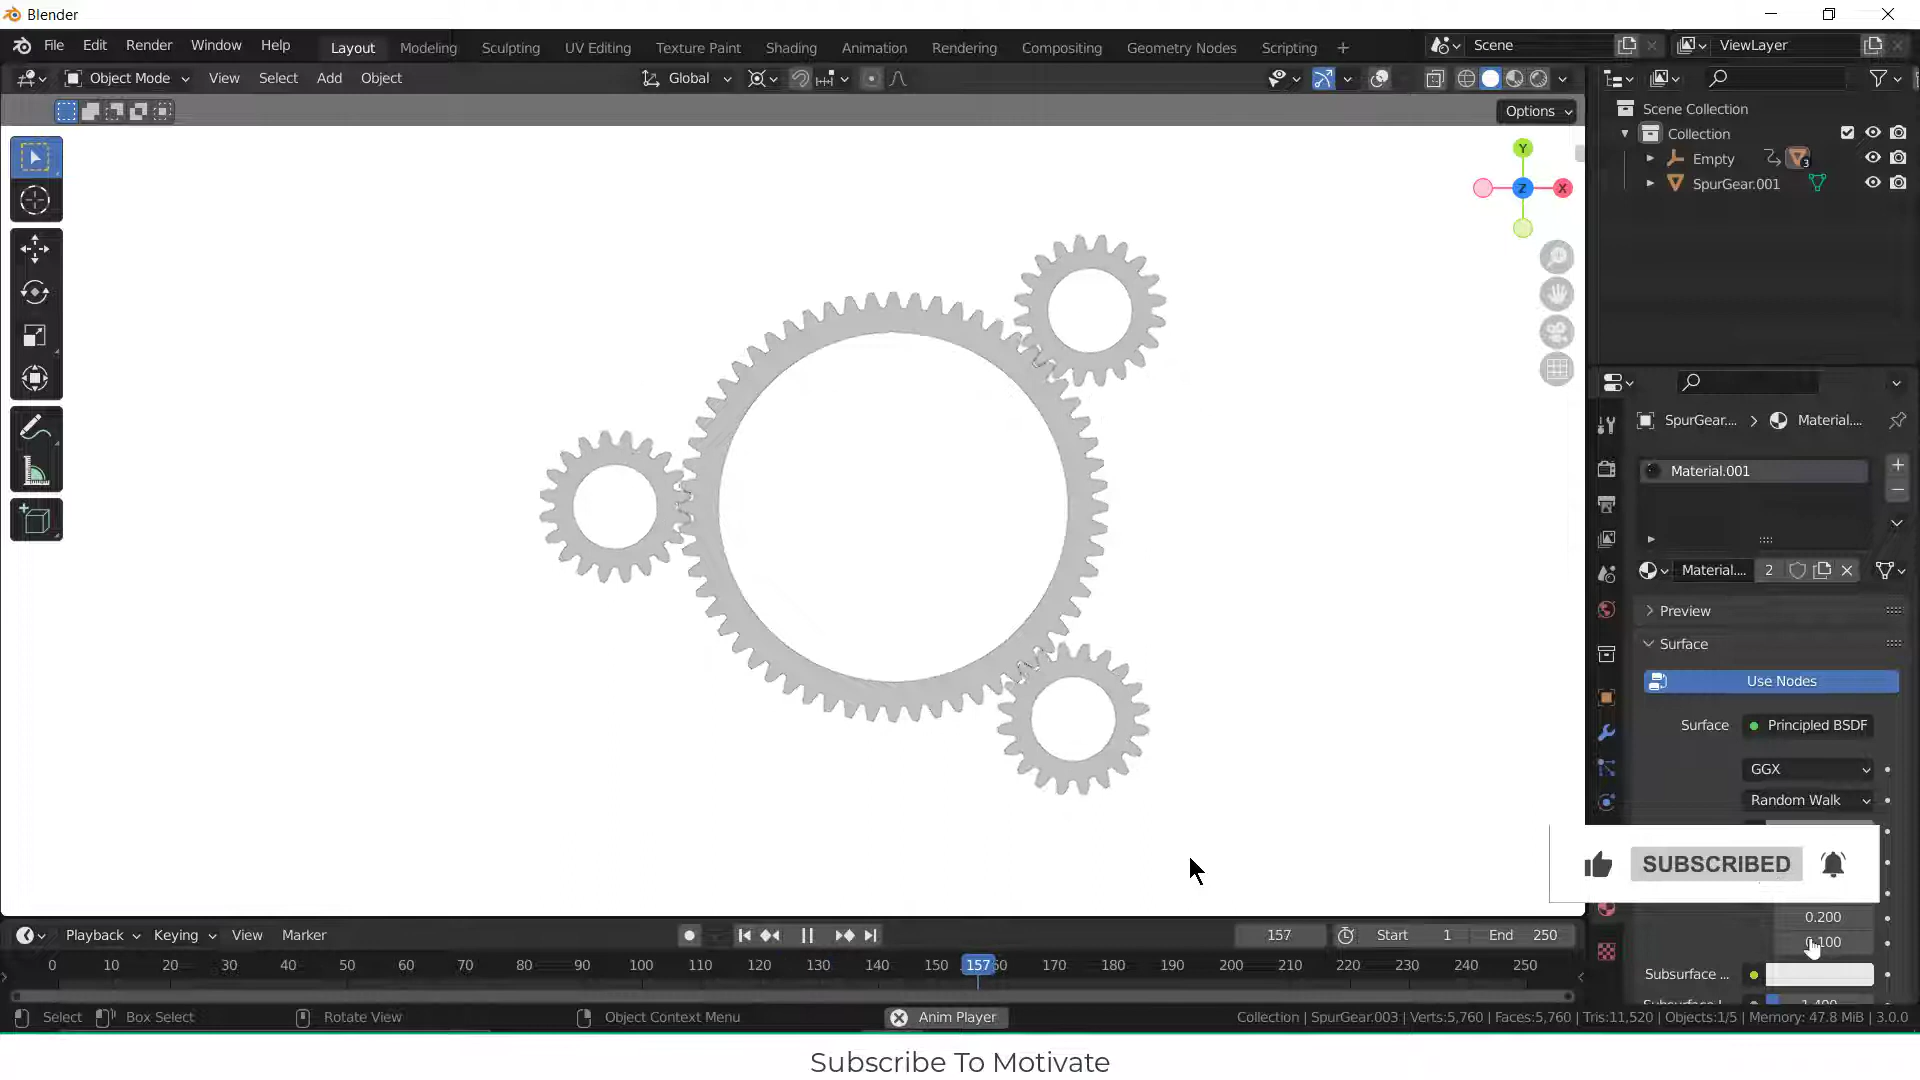 Blender
File Edit Render Window Help Layout Modeling Sculpting UV Editing Texture Paint Shading Animation Rendering Compositing Geometry Nodes Scripting + Scene ViewLayer
Object Mode View Select Add Object Global
Options
Scene Collection
Collection
Empty 3
SpurGear.001
Y
Z X
SpurGear.... > Material....
Material.001
Material.... 2
Preview
Surface
Use Nodes
Surface Principled BSDF
GGX
Random Walk
SUBSCRIBED
0.200
0.100
Subsurface ...
1.400
Playback Keying View Marker 157 Start 1 End 250
0 10 20 30 40 50 60 70 80 90 100 110 120 130 140 150 157 170 180 190 200 210 220 230 240 250
Select Box Select Rotate View Object Context Menu Anim Player Collection | SpurGear.003 | Verts:5,760 | Faces:5,760 | Tris:11,520 | Objects:1/5 | Memory: 47.8 MiB | 3.0.0
Subscribe To Motivate